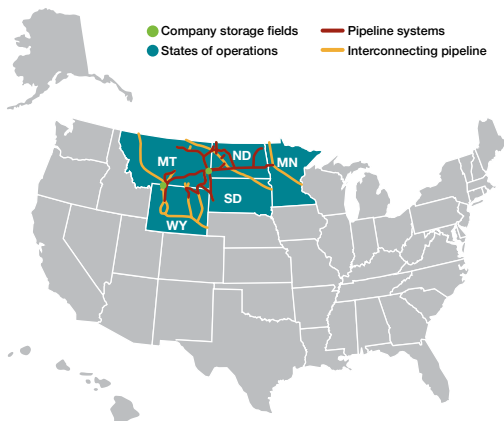 Company storage fields
Pipeline systems
States of operations
Interconnecting pipeline
MT
ND
MN
SD
WY